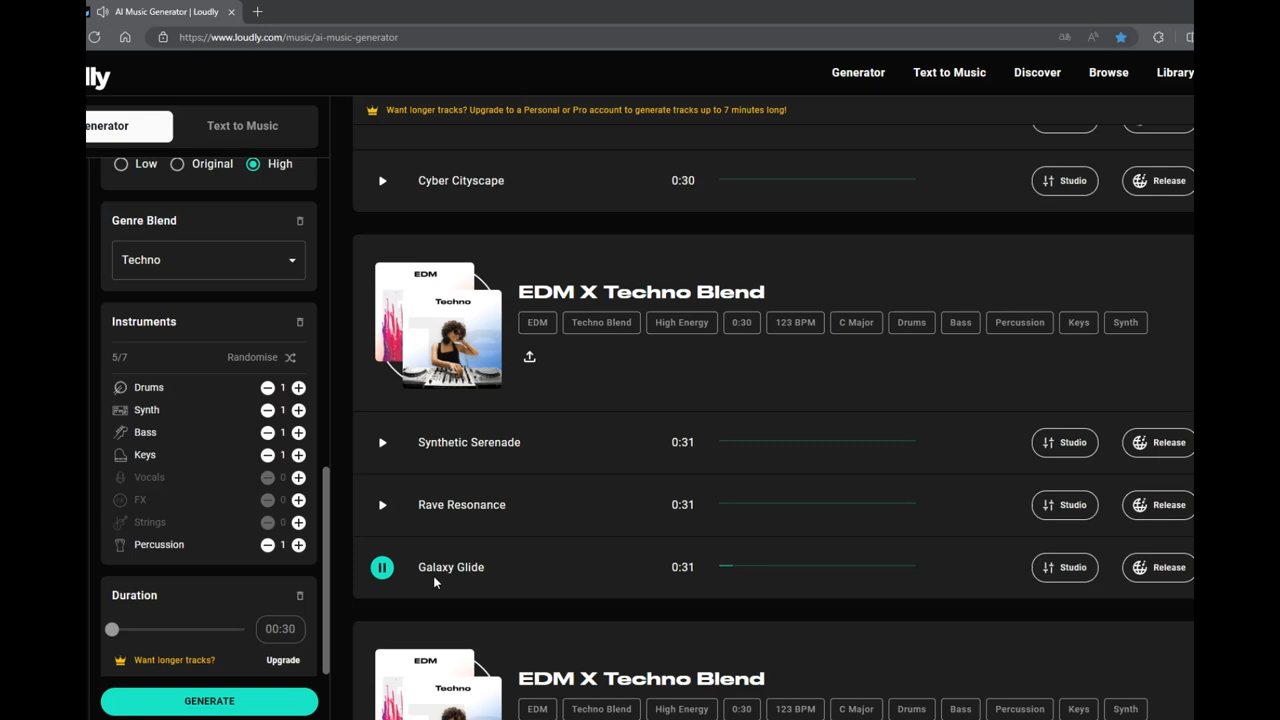 AI Music Generator | Loudly
https://www.loudly.com/music/ai-music-generator
dly
Generator
Text to Music
Discover
Browse
Library
enerator
Text to Music
Want longer tracks? Upgrade to a Personal or Pro account to generate tracks up to 7 minutes long!
Low
Original
High
Cyber Cityscape
0:30
Studio
Release
Genre Blend
Techno
EDM
Techno
EDM X Techno Blend
EDM
Techno Blend
High Energy
0:30
123 BPM
C Major
Drums
Bass
Percussion
Keys
Synth
Instruments
5/7
Randomise
Drums
1
Synth
1
Bass
1
Keys
1
Vocals
0
FX
0
Strings
0
Percussion
1
Synthetic Serenade
0:31
Studio
Release
Rave Resonance
0:31
Studio
Release
Galaxy Glide
0:31
Studio
Release
Duration
00:30
Want longer tracks?
Upgrade
GENERATE
EDM
Techno
EDM X Techno Blend
EDM
Techno Blend
High Energy
0:30
123 BPM
C Major
Drums
Bass
Percussion
Keys
Synth